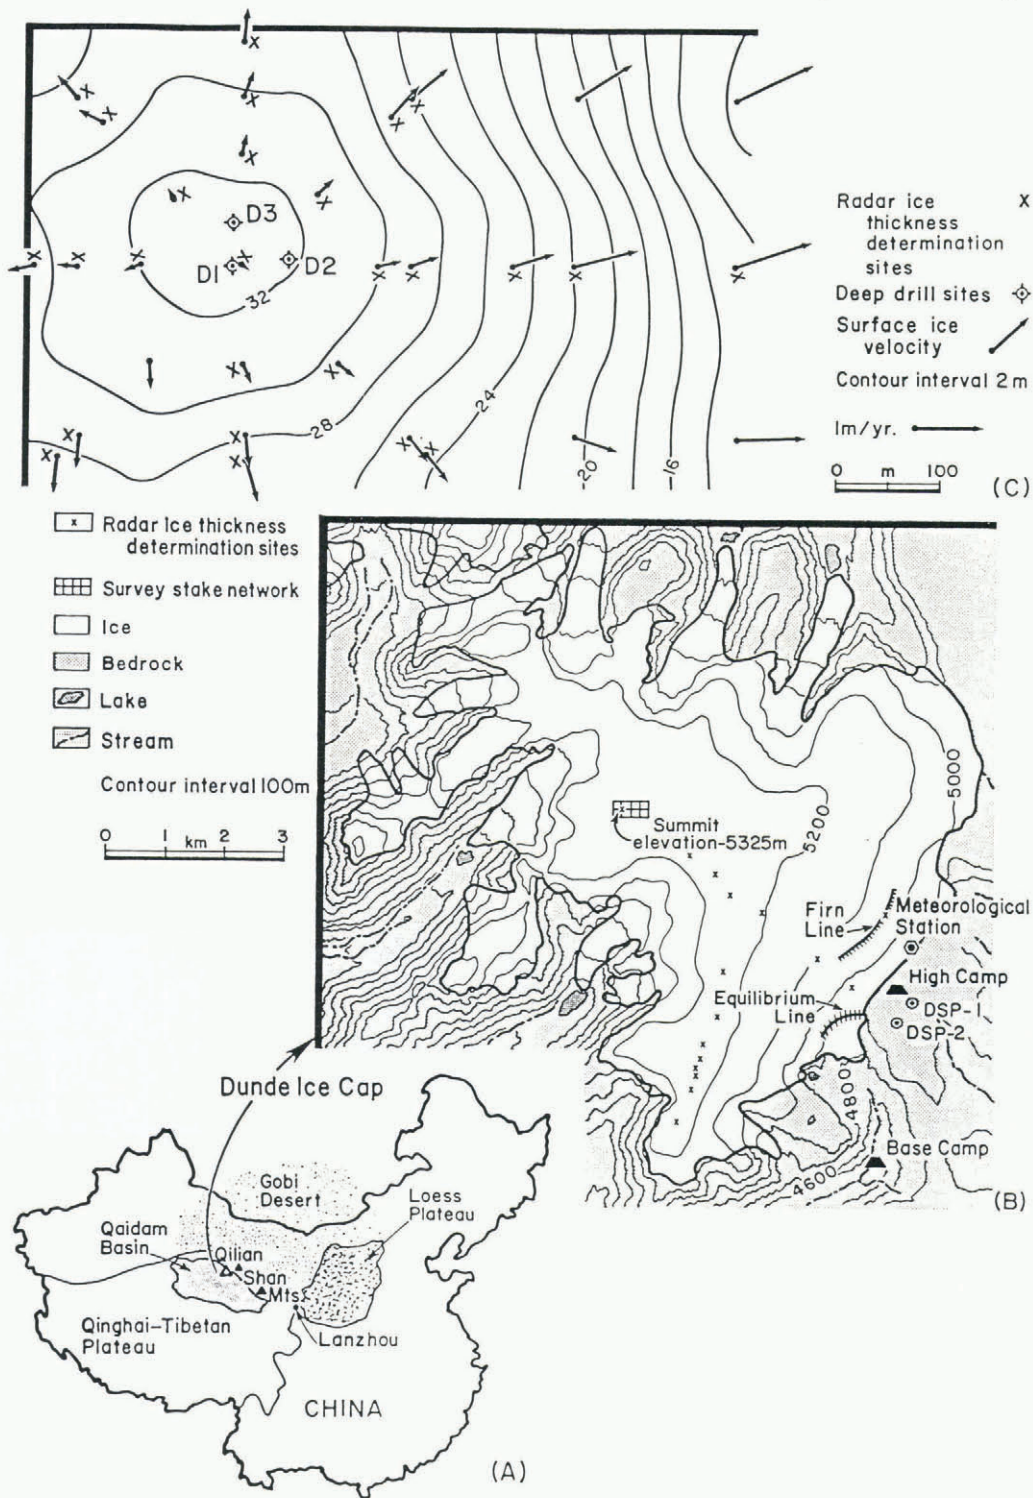 D3
D1
D2
32
28
24
20
16
Radar ice
thickness
determination
sites
X
Deep drill sites
Surface ice
velocity
Contour interval 2m
1m/yr.
0 m 100
(C)
x Radar Ice thickness
determination sites
Survey stake network
Ice
Bedrock
Lake
Stream
Contour interval 100m
0 km 1 2 3
Summit
elevation-5325m
5200
5000
Firn
Line
Meteorological
Station
High Camp
Equilibrium
Line
DSP-1
DSP-2
4800
4600
Base Camp
(B)
Dunde Ice Cap
Gobi
Desert
Loess
Plateau
Qaidam
Basin
Qilian
Shan
Mts.
Qinghai-Tibetan
Plateau
Lanzhou
CHINA
(A)